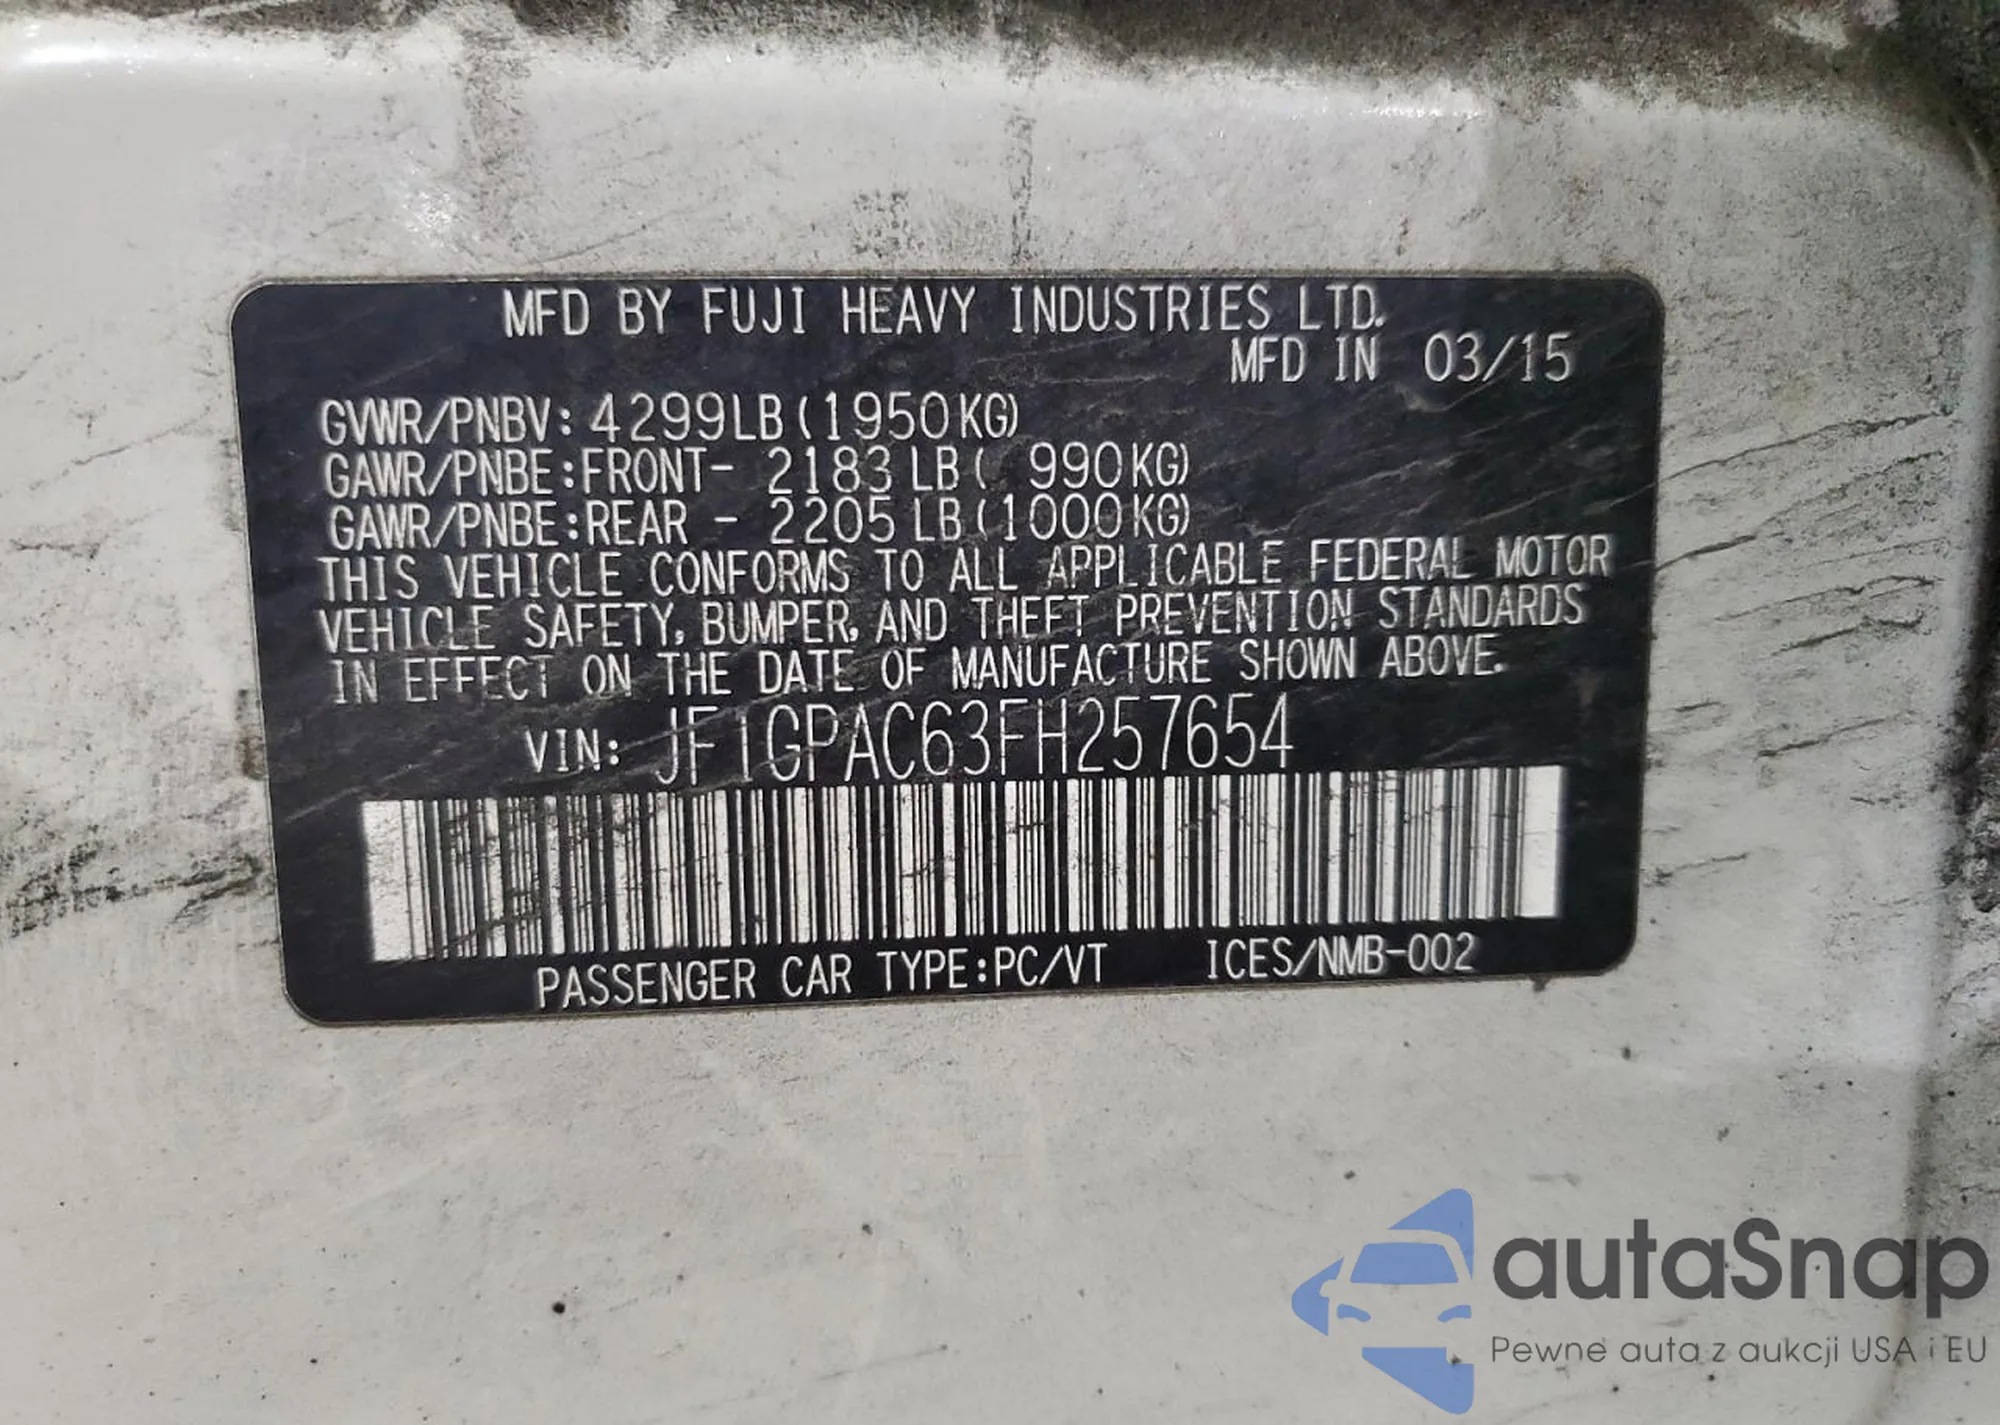 MFD BY FUJI HEAVY INDUSTRIES LTD.
MFD IN 03/15
GVWR/PNBV: 4299LB(1950KG)
GAWR/PNBE:FRONT- 2183 LB( 990KG)
GAWR/PNBE:REAR - 2205 LB(1000KG)
THIS VEHICLE CONFORMS TO ALL APPLICABLE FEDERAL MOTOR
VEHICLE SAFETY, BUMPER, AND THEFT PREVENTION STANDARDS
IN EFFECT ON THE DATE OF MANUFACTURE SHOWN ABOVE.
VIN: JF1GPAC63FH257654
PASSENGER CAR TYPE:PC/VT ICES/NMB-002
autaSnap
Pewne auta z aukcji USA i EU